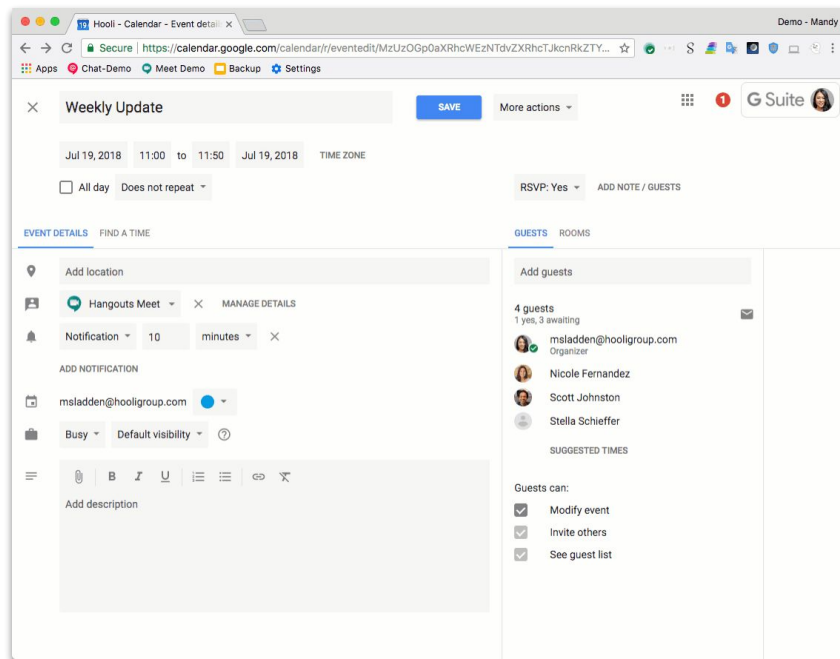 Hooli - Calendar - Event detail
Demo - Mandy
Secure | https://calendar.google.com/calendar/r/eventedit/MzUzOGp0aXRhcWEzNTdvZXRhcTJkcnRkZTY...
Apps Chat-Demo Meet Demo Backup Settings
Weekly Update SAVE More actions 1 G Suite
Jul 19, 2018 11:00 to 11:50 Jul 19, 2018 TIME ZONE
All day Does not repeat RSVP: Yes ADD NOTE / GUESTS
EVENT DETAILS FIND A TIME
GUESTS ROOMS
Add location
Hangouts Meet MANAGE DETAILS
Notification 10 minutes
ADD NOTIFICATION
msladden@hooligroup.com
Busy Default visibility
B I U
Add description
Add guests
4 guests
1 yes, 3 awaiting
msladden@hooligroup.com
Organizer
Nicole Fernandez
Scott Johnston
Stella Schieffer
SUGGESTED TIMES
Guests can:
Modify event
Invite others
See guest list